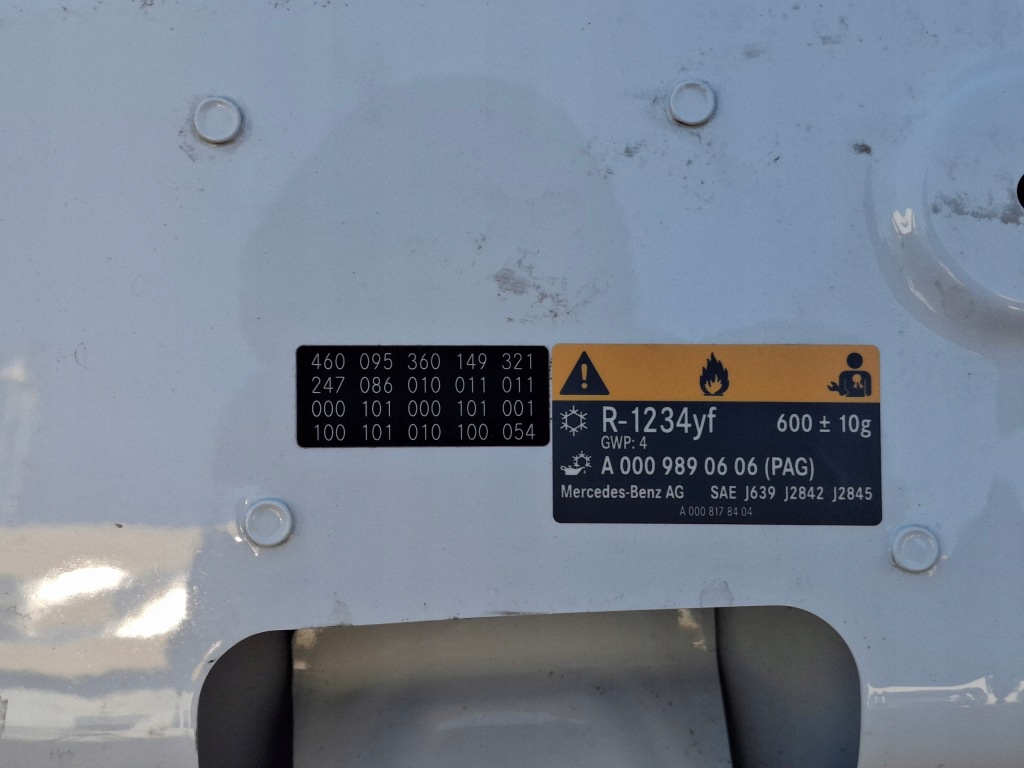 460 095 360 149 321
247 086 010 011 011
000 101 000 101 001
100 101 010 100 054
R-1234yf 600 ± 10g
GWP: 4
A 000 989 06 06 (PAG)
Mercedes-Benz AG SAE J639 J2842 J2845
A 000 817 84 04